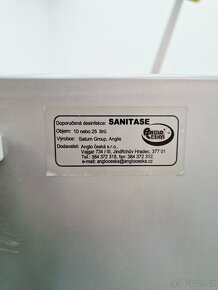 Doporučená desinfekce: SANITASE
Objem: 10 nebo 25 litrů
Výrobce: Saturn Group, Anglie
Dodavatel: Anglo česká s.r.o.,
Vajgar 734 / III, Jindřichův Hradec, 377 01
Tel.: 384 372 318, fax: 384 372 312,
e-mail: angloceska@angloceska.cz
ANGLO
ČESKÁ